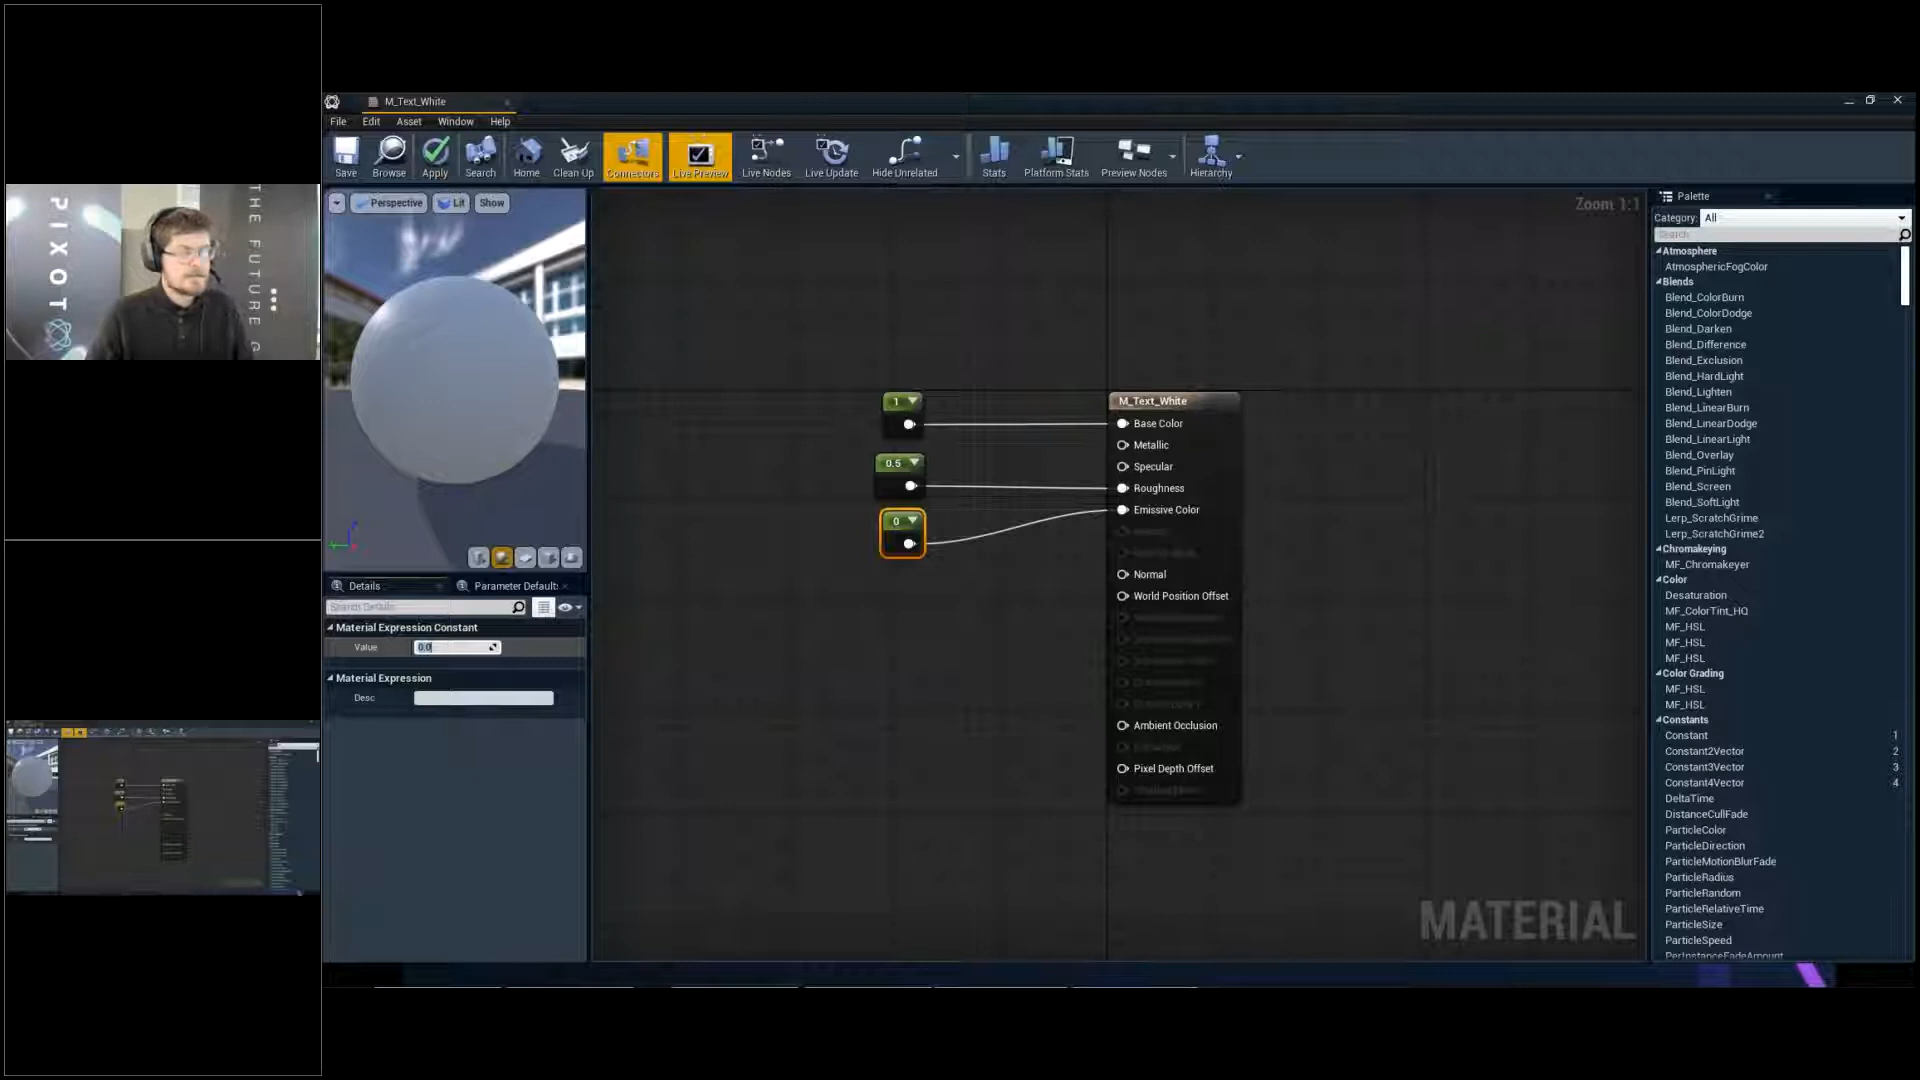 M_Text_White
File Edit Asset Window Help
Save Browse Apply Search Home Clean Up Connectors Live Preview Live Nodes Live Update Hide Unrelated Stats Platform Stats Preview Nodes Hierarchy
Perspective Lit Show
Zoom 1:1
Palette
Category: All
Search
Atmosphere
AtmosphericFogColor
Blends
Blend_ColorBurn
Blend_ColorDodge
Blend_Darken
Blend_Difference
Blend_Exclusion
Blend_HardLight
Blend_Lighten
Blend_LinearBurn
Blend_LinearDodge
Blend_LinearLight
Blend_Overlay
Blend_PinLight
Blend_Screen
Blend_SoftLight
Lerp_ScratchGrime
Lerp_ScratchGrime2
Chromakeying
MF_Chromakeyer
Color
Desaturation
MF_ColorTint_HQ
MF_HSL
MF_HSL
MF_HSL
Color Grading
MF_HSL
MF_HSL
Constants
Constant 1
Constant2Vector 2
Constant3Vector 3
Constant4Vector 4
DeltaTime
DistanceCullFade
ParticleColor
ParticleDirection
ParticleMotionBlurFade
ParticleRadius
ParticleRandom
ParticleRelativeTime
ParticleSize
ParticleSpeed
PerInstanceFadeAmount
1
0.5
0
M_Text_White
Base Color
Metallic
Specular
Roughness
Emissive Color
Normal
World Position Offset
Ambient Occlusion
Pixel Depth Offset
MATERIAL
Details Parameter Default:
Search Details
Material Expression Constant
Value 0.0
Material Expression
Desc
PIXOT
THE FUTURE